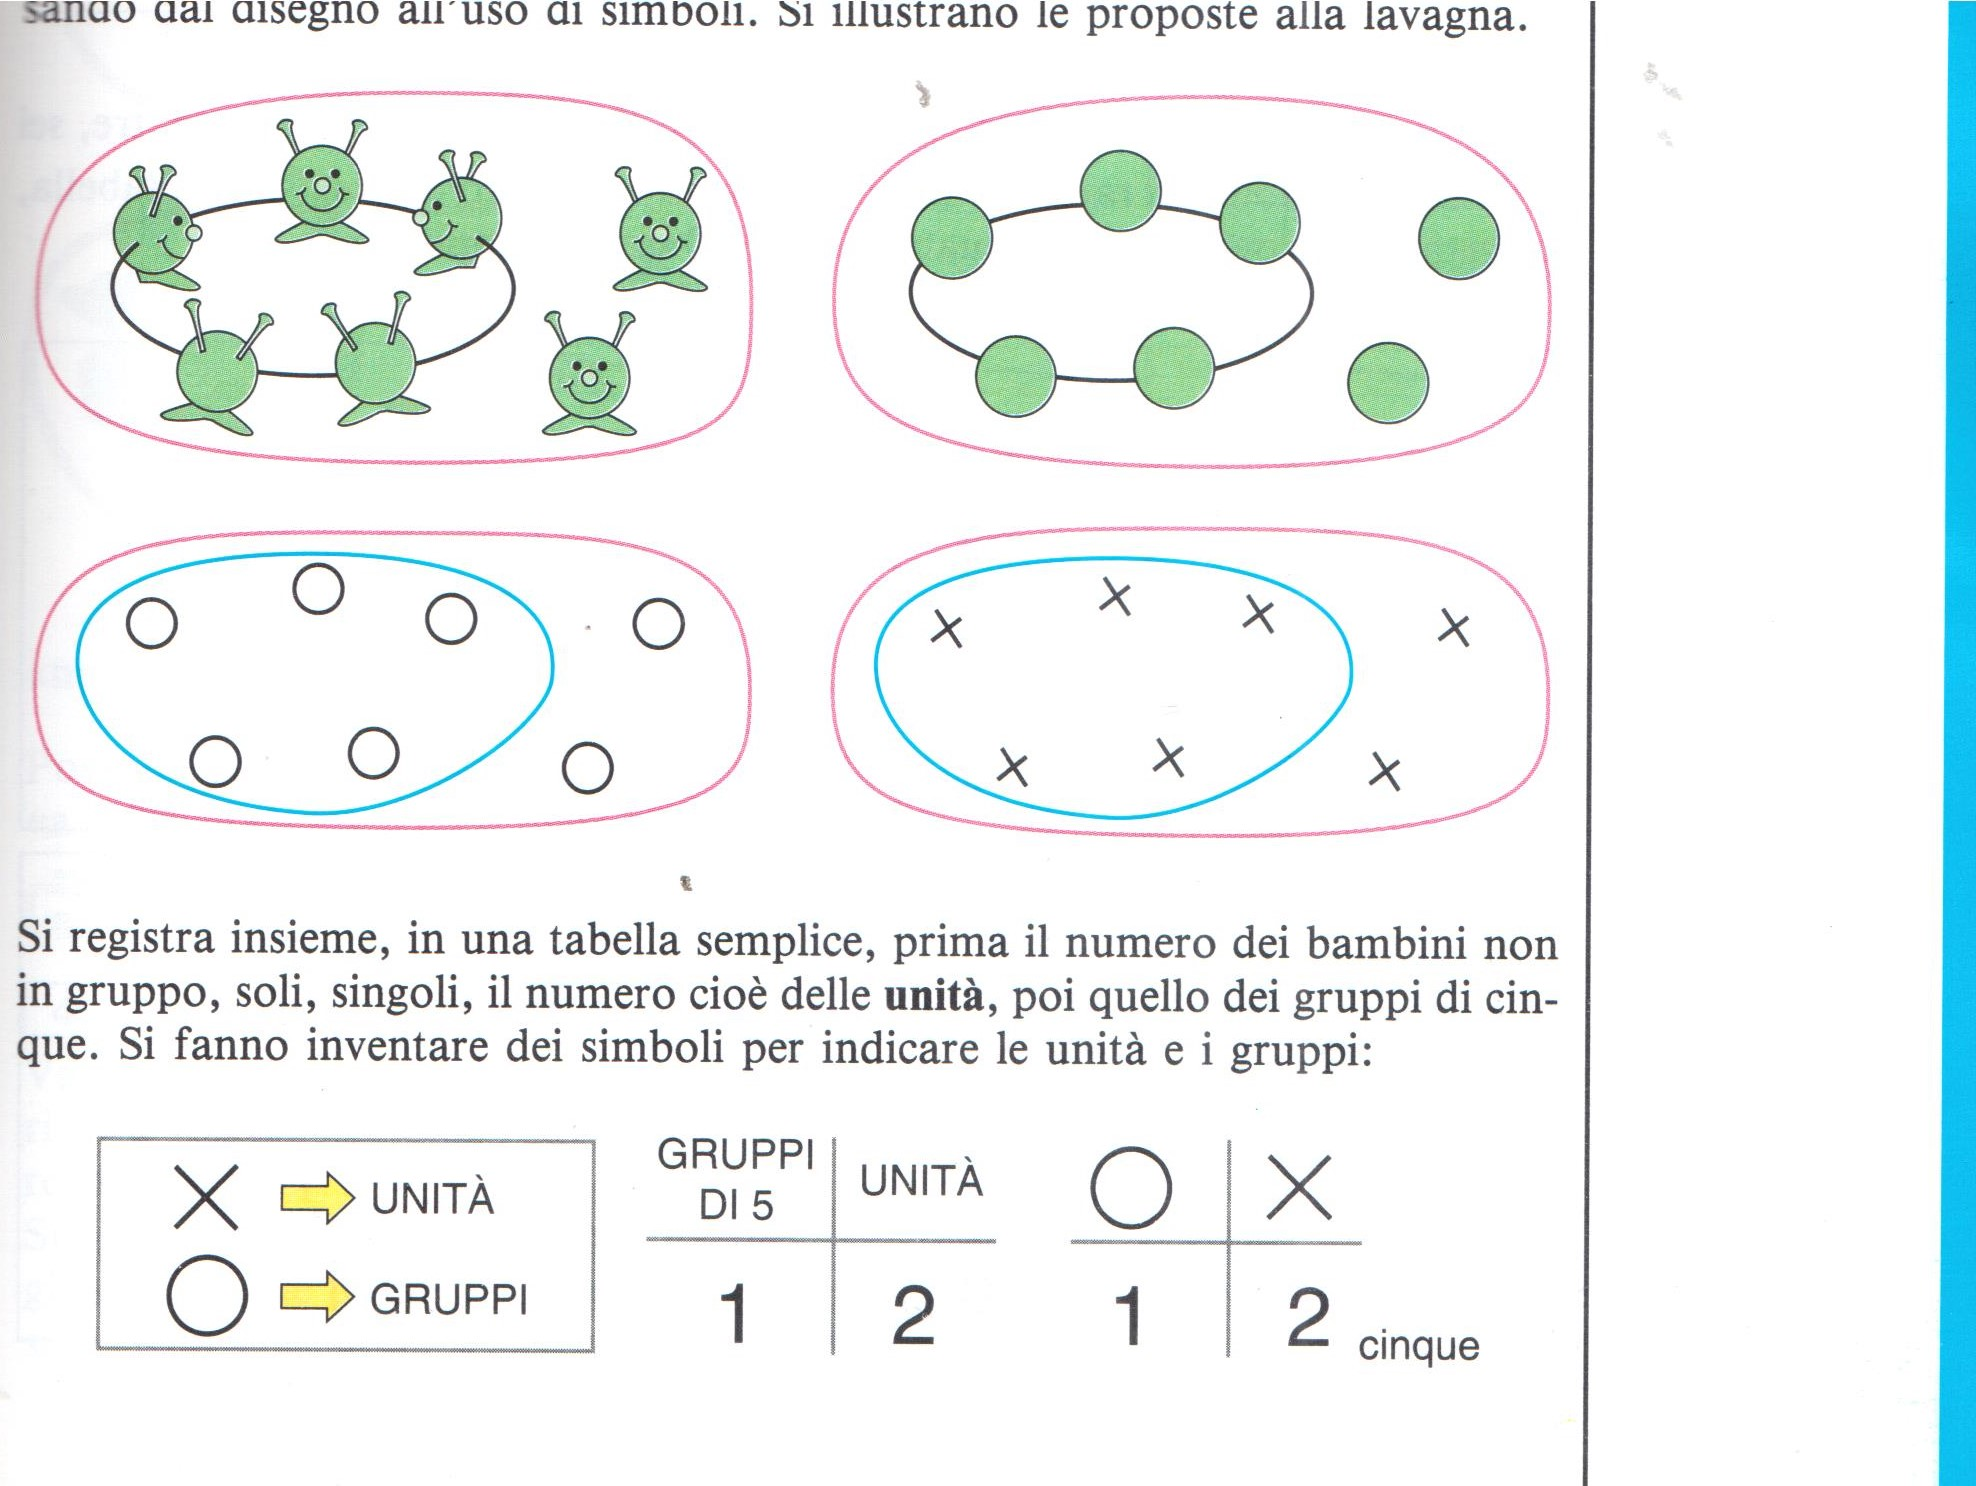 sando dal disegno all'uso di simboli. Si illustrano le proposte alla lavagna.
Si registra insieme, in una tabella semplice, prima il numero dei bambini non
in gruppo, soli, singoli, il numero cioè delle unità, poi quello dei gruppi di cin-
que. Si fanno inventare dei simboli per indicare le unità e i gruppi:
UNITÀ
GRUPPI
GRUPPI
DI 5
UNITÀ
1 2
1 2 cinque